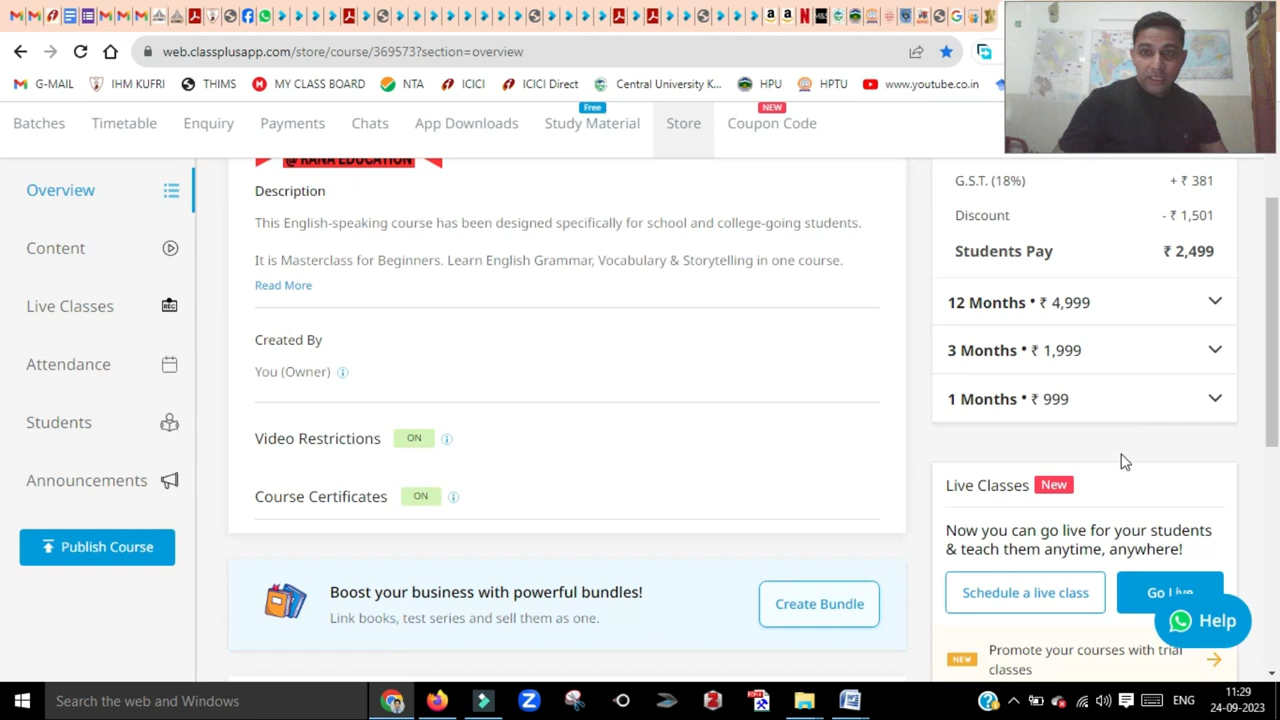 web.classplusapp.com/store/course/369573?section=overview
G-MAIL
IHM KUFRI
THIMS
MY CLASS BOARD
NTA
ICICI
ICICI Direct
Central University K...
HPU
HPTU
www.youtube.co.in
Batches
Timetable
Enquiry
Payments
Chats
App Downloads
Free
Study Material
Store
NEW
Coupon Code
Overview
Content
Live Classes
REC
Attendance
Students
Announcements
Publish Course
@ RANA EDUCATION
Description
This English-speaking course has been designed specifically for school and college-going students.
It is Masterclass for Beginners. Learn English Grammar, Vocabulary & Storytelling in one course.
Read More
Created By
You (Owner)
Video Restrictions ON
Course Certificates ON
Boost your business with powerful bundles!
Link books, test series and sell them as one.
Create Bundle
G.S.T. (18%) + ₹ 381
Discount - ₹ 1,501
Students Pay ₹ 2,499
12 Months • ₹ 4,999
3 Months • ₹ 1,999
1 Months • ₹ 999
Live Classes New
Now you can go live for your students
& teach them anytime, anywhere!
Schedule a live class
Go Live
Help
NEW
Promote your courses with trial
classes
Search the web and Windows
ENG
11:29
24-09-2023